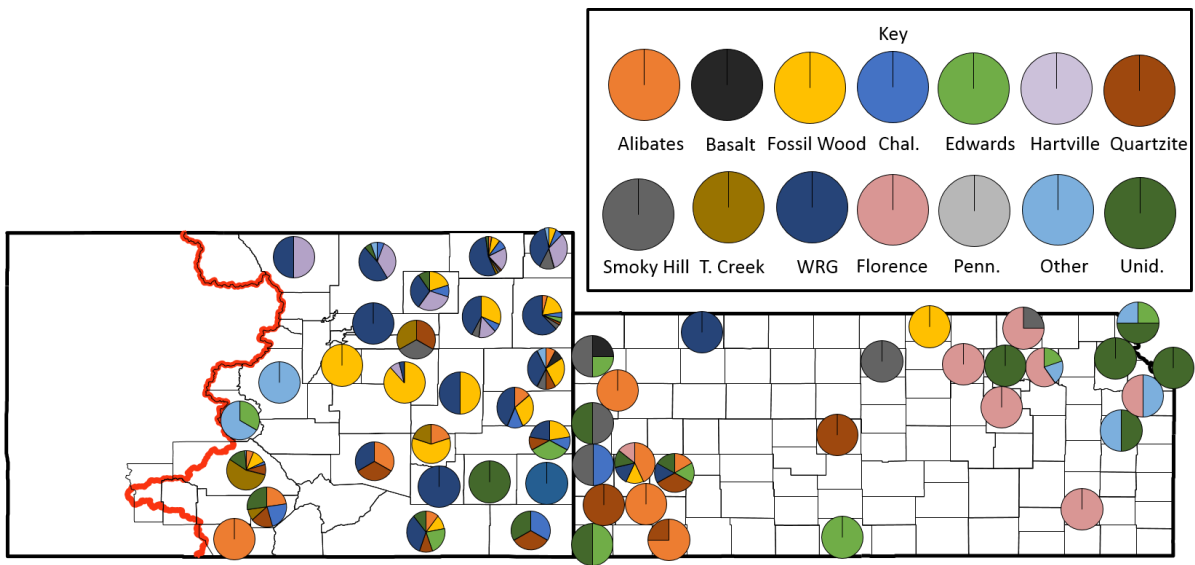 Key
Alibates Basalt Fossil Wood Chal. Edwards Hartville Quartzite
Smoky Hill T. Creek WRG Florence Penn. Other Unid.